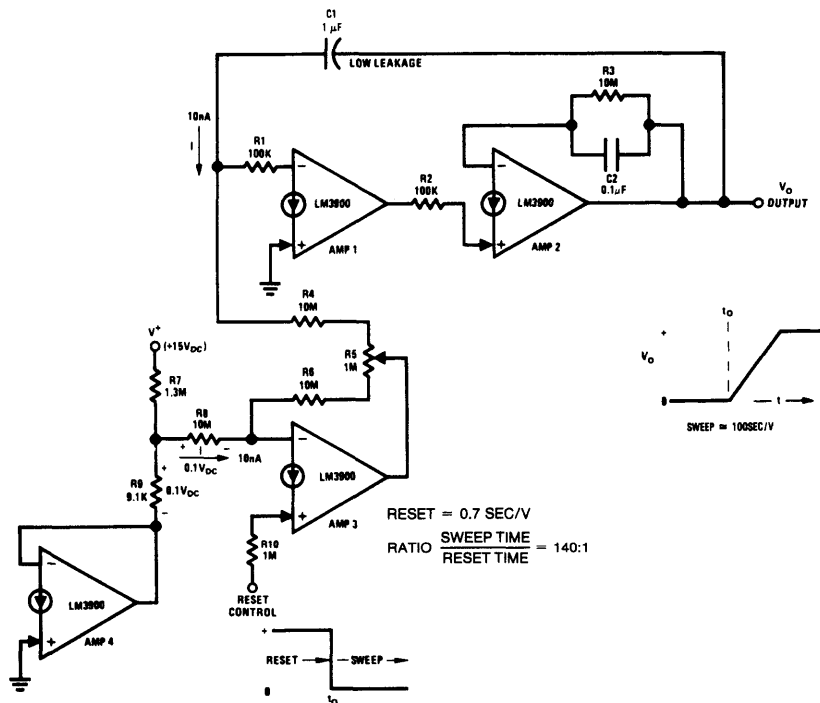 C1
1 μF
LOW LEAKAGE
R3
10M
C2
0.1μF
10nA
I
R1
100K
−
LM3900
+
AMP 1
R2
100K
−
LM3900
+
AMP 2
Vo
OUTPUT
R4
10M
R5
1M
R6
10M
V+
(+15VDC)
R7
1.3M
R8
10M
+ I −
0.1VDC
10nA
R9
9.1K
+
0.1VDC
−
−
LM3900
+
AMP 3
R10
1M
RESET
CONTROL
−
LM3900
+
AMP 4
to
+
Vo
0
t
SWEEP ≃ 100SEC/V
RESET ≃ 0.7 SEC/V
RATIO SWEEP TIME
RESET TIME = 140:1
+
RESET SWEEP
0
to